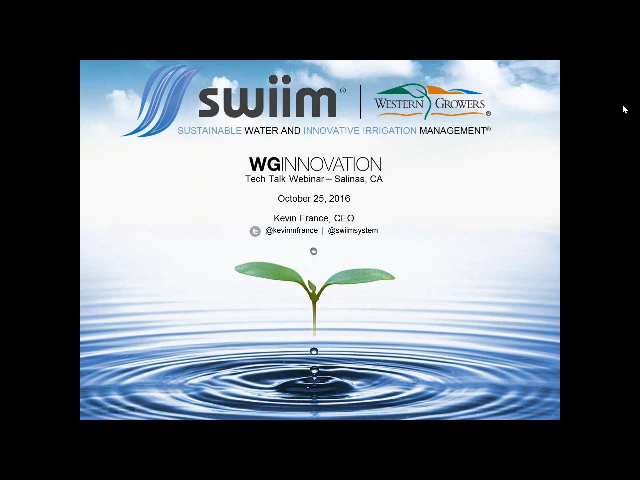 swiim®
WESTERN GROWERS®
SUSTAINABLE WATER AND INNOVATIVE IRRIGATION MANAGEMENT®
WGINNOVATION
Tech Talk Webinar – Salinas, CA
October 25, 2016
Kevin France, CEO
@kevinnfrance | @swiimsystem